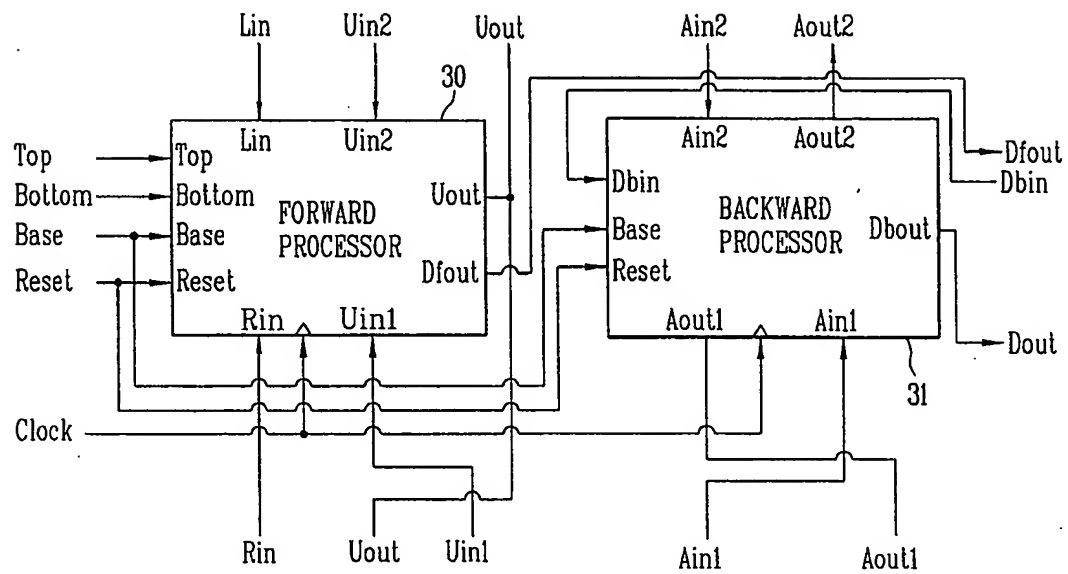 Lin Uin2 Uout Ain2 Aout2
30
Lin Uin2 Ain2 Aout2
Top Top Dfout
Dbin Dbin
Bottom Bottom Uout
Base Base FORWARD PROCESSOR Base BACKWARD PROCESSOR Dbout
Reset Reset Dfout Reset
Rin Uin1 Aout1 Ain1
Dout
31
Clock
Rin Uout Uin1 Ain1 Aout1